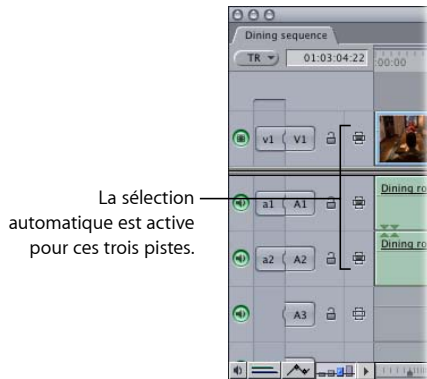 Dining sequence
TR 01:03:04:22 00:00
v1 V1
La sélection
automatique est active
pour ces trois pistes.
a1 A1 Dining ro
a2 A2 Dining ro
A3